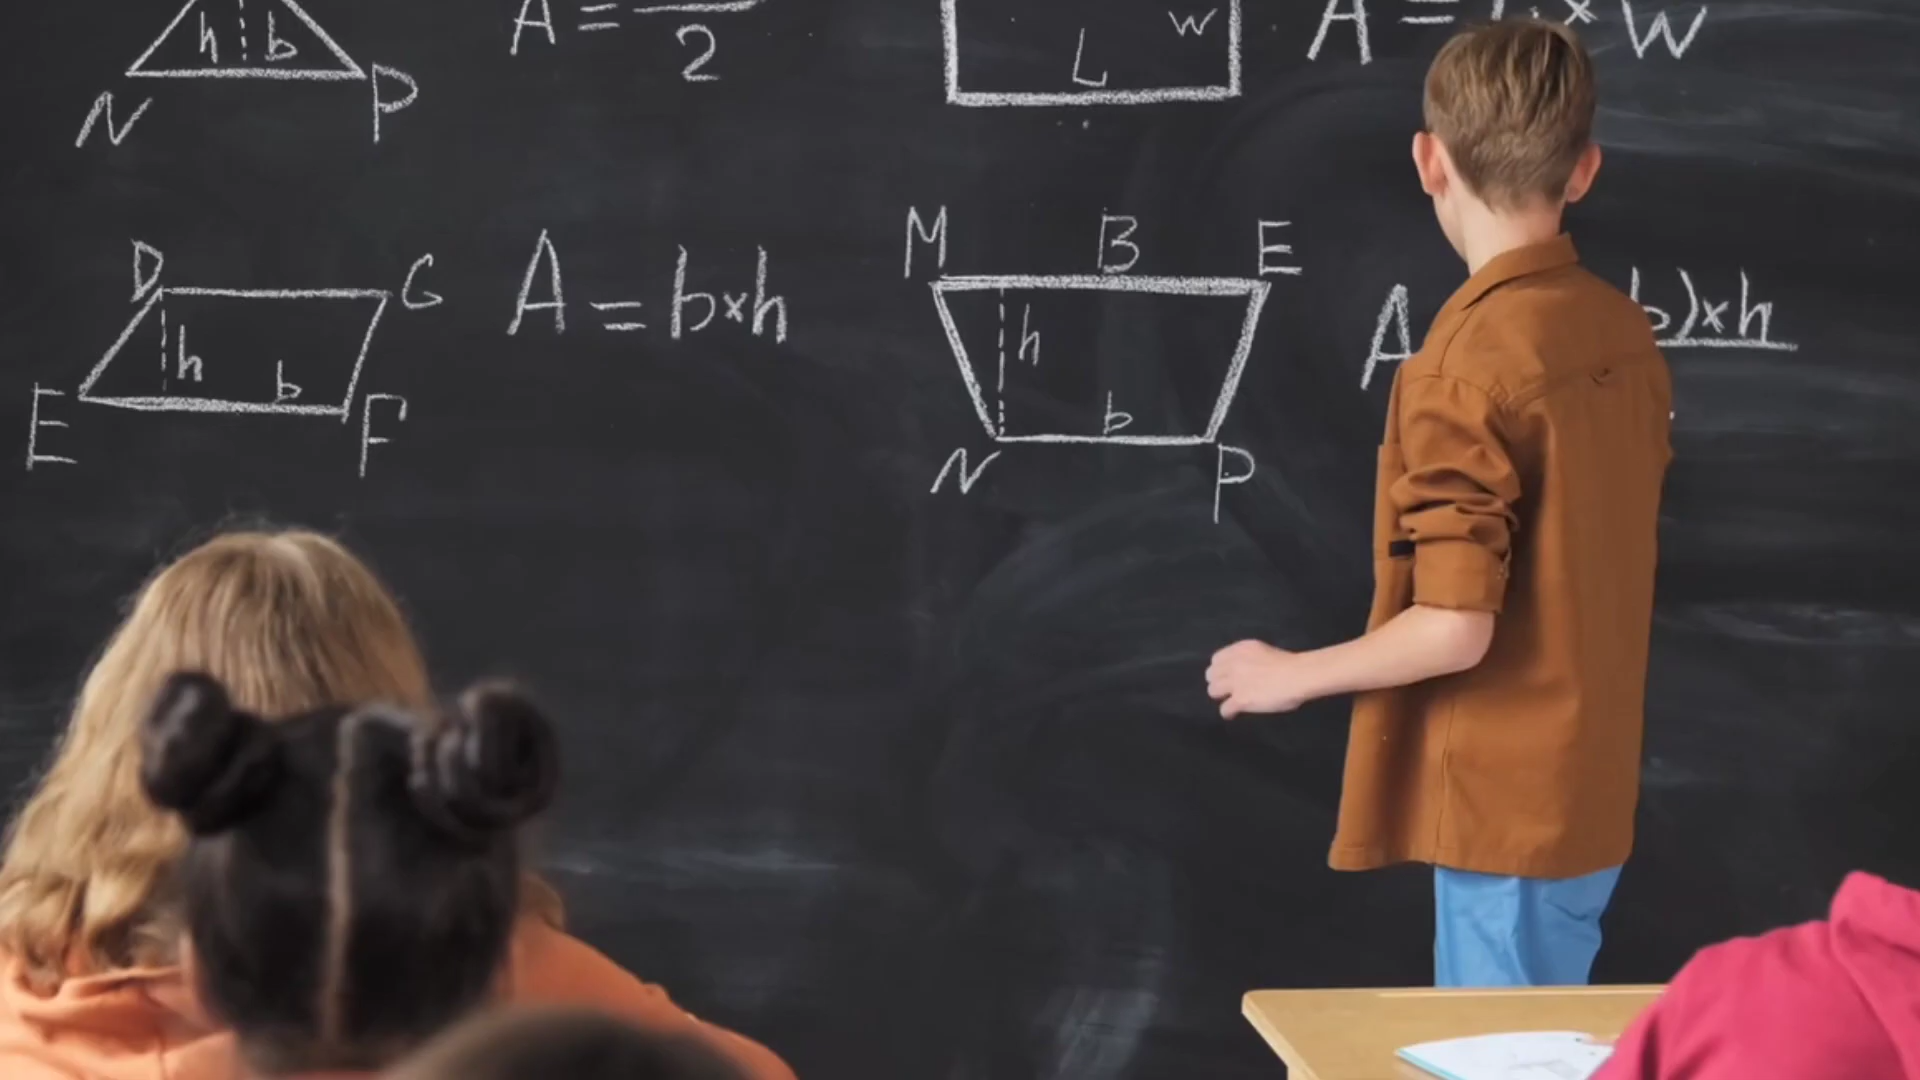 h b
N P
A = 2
L W
A = L × W
D G
h b
E F
A = b×h
M B E
h
b
N P
A b)×h